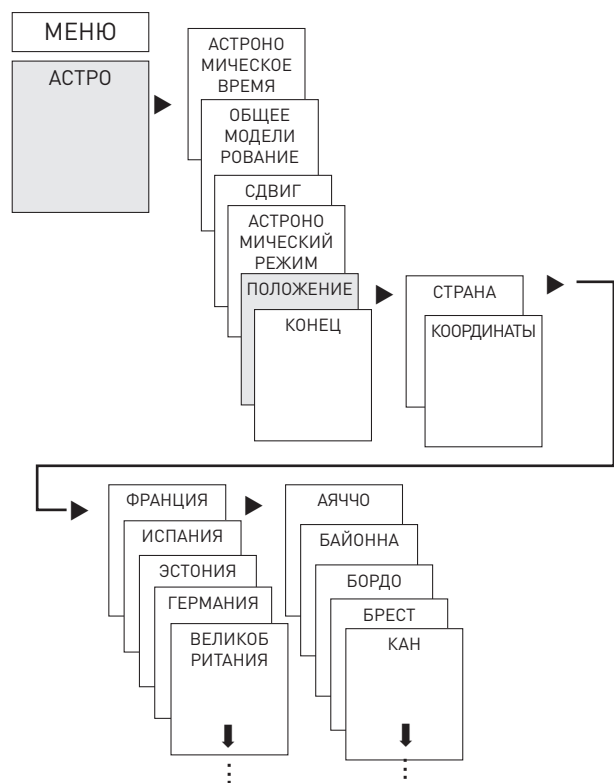 МЕНЮ
АСТРО
АСТРОНО
МИЧЕСКОЕ
ВРЕМЯ
ОБЩЕЕ
МОДЕЛИ
РОВАНИЕ
СДВИГ
АСТРОНО
МИЧЕСКИЙ
РЕЖИМ
ПОЛОЖЕНИЕ
КОНЕЦ
СТРАНА
КООРДИНАТЫ
ФРАНЦИЯ
ИСПАНИЯ
ЭСТОНИЯ
ГЕРМАНИЯ
ВЕЛИКОБ
РИТАНИЯ
АЯЧЧО
БАЙОННА
БОРДО
БРЕСТ
КАН